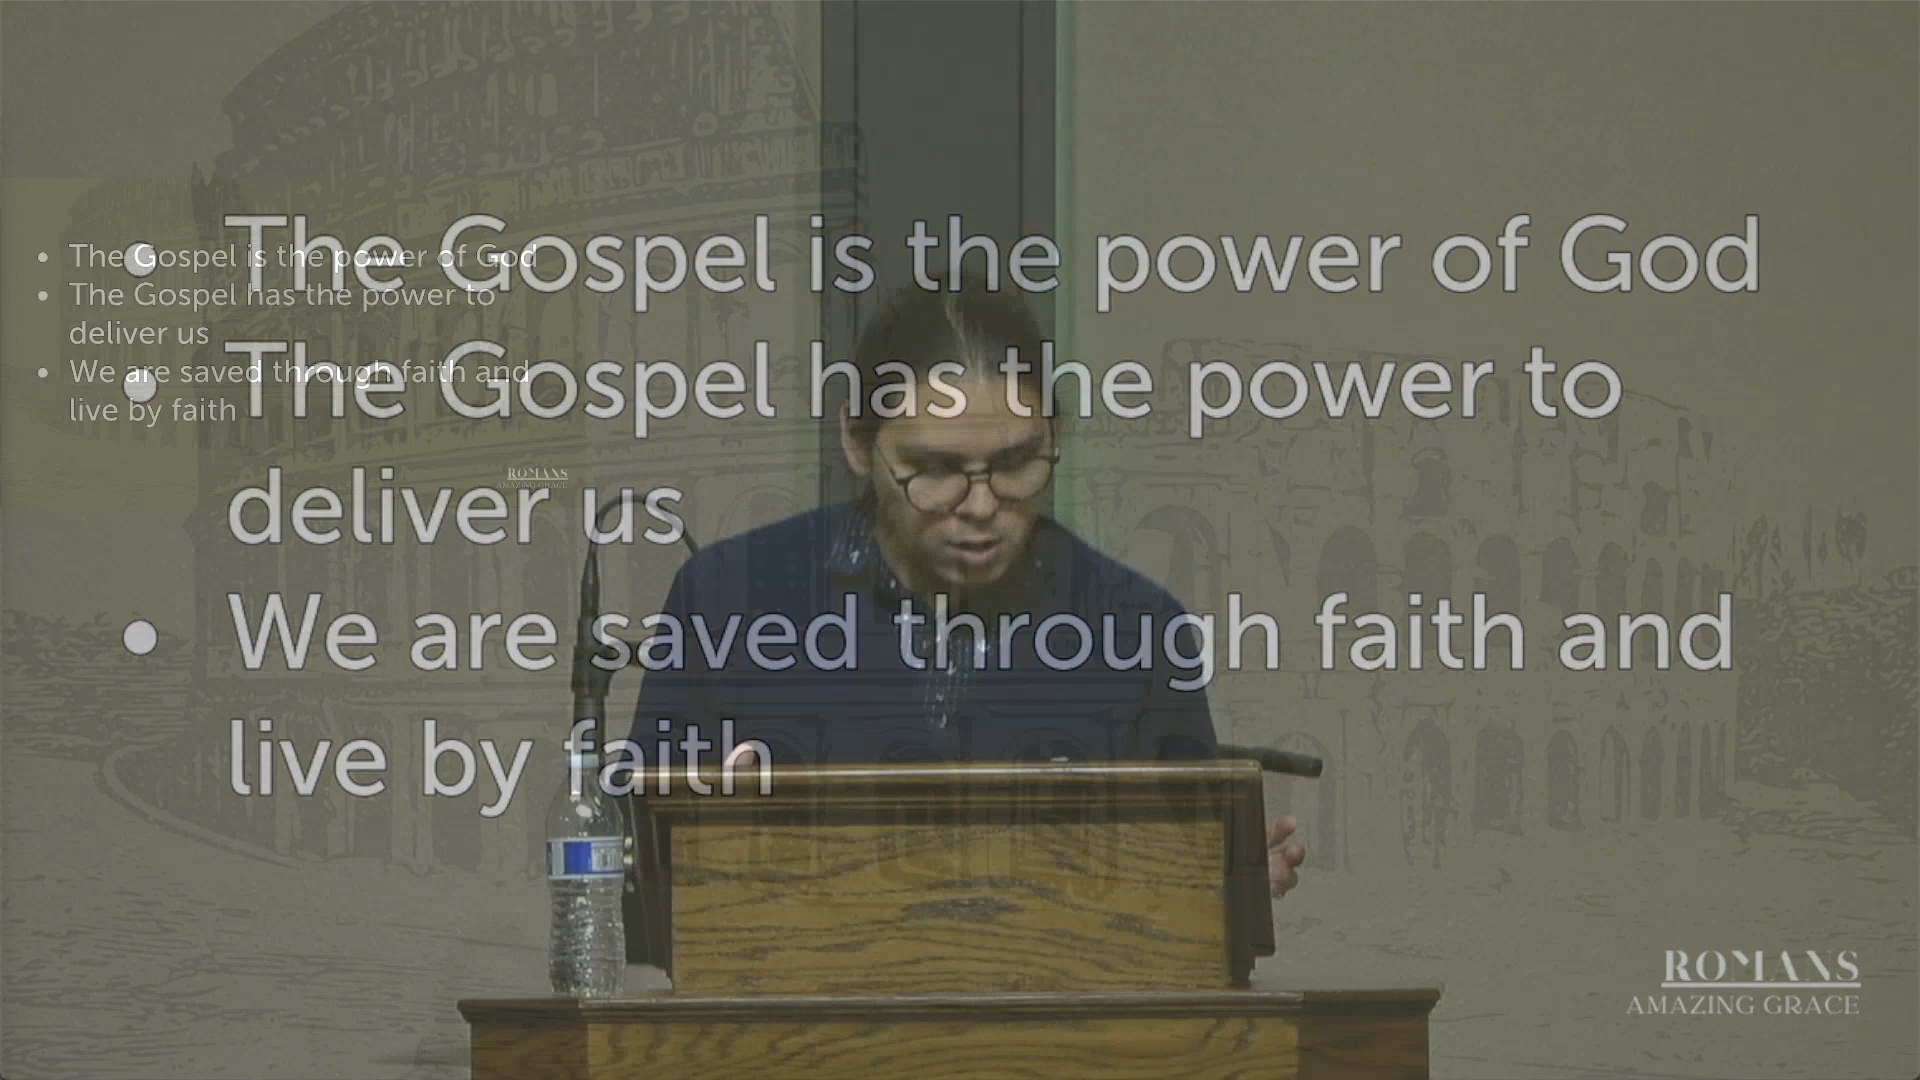 • The Gospel is the power of God
• The Gospel has the power to
deliver us
• We are saved through faith and
live by faith
• The Gospel is the power of God
• The Gospel has the power to
deliver us
• We are saved through faith and
live by faith
ROMANS
AMAZING GRACE
ROMANS
AMAZING GRACE